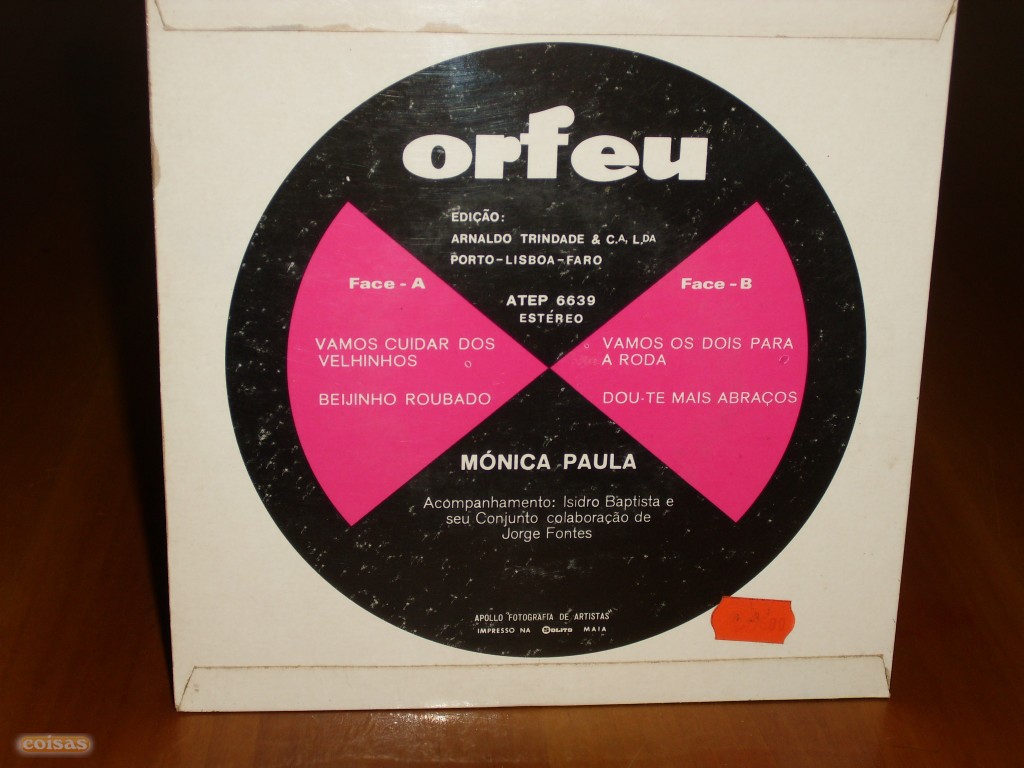 orfeu
EDIÇÃO:
ARNALDO TRINDADE & C.A, L.DA
PORTO-LISBOA-FARO
ATEP 6639
ESTÉREO
Face - A
VAMOS CUIDAR DOS
VELHINHOS
BEIJINHO ROUBADO
Face - B
VAMOS OS DOIS PARA
A RODA
DOU-TE MAIS ABRAÇOS
MÓNICA PAULA
Acompanhamento: Isidro Baptista e
seu Conjunto colaboração de
Jorge Fontes
APOLLO "FOTOGRAFIA DE ARTISTAS"
IMPRESSO NA SOLITO MAIA
coisas